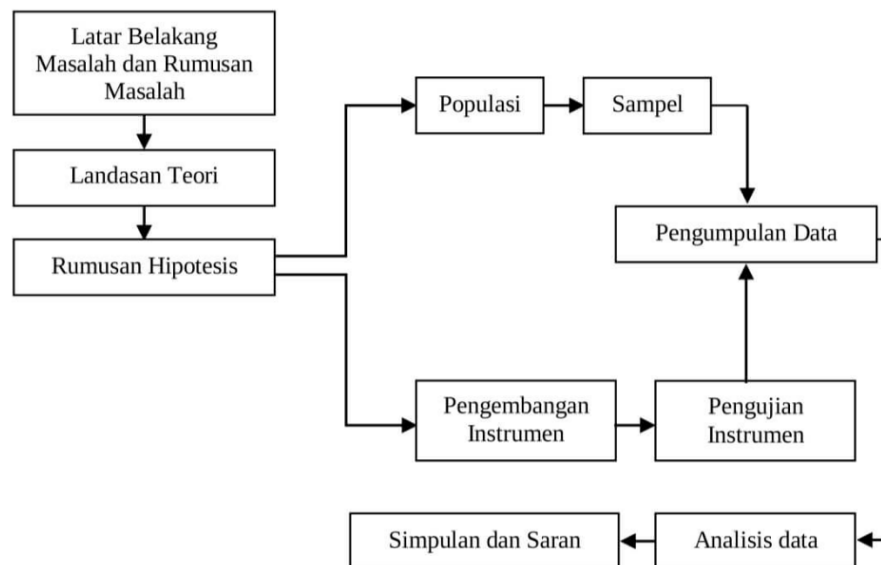 Latar Belakang
Masalah dan Rumusan
Masalah
Landasan Teori
Rumusan Hipotesis
Populasi
Sampel
Pengumpulan Data
Pengembangan
Instrumen
Pengujian
Instrumen
Simpulan dan Saran
Analisis data